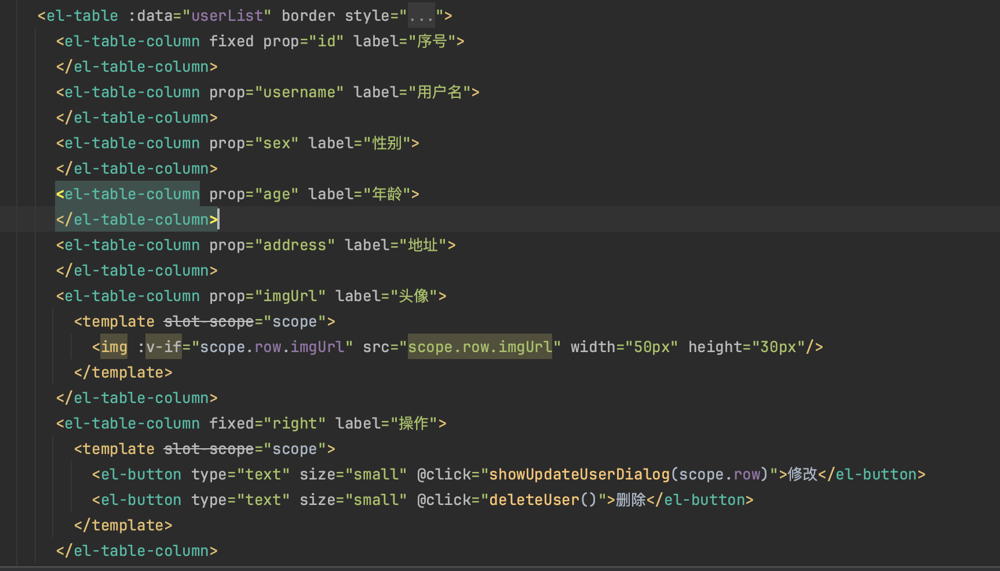 <el-table :data="userList" border style="...">
<el-table-column fixed prop="id" label="序号">
</el-table-column>
<el-table-column prop="username" label="用户名">
</el-table-column>
<el-table-column prop="sex" label="性别">
</el-table-column>
<el-table-column prop="age" label="年龄">
</el-table-column>
<el-table-column prop="address" label="地址">
</el-table-column>
<el-table-column prop="imgUrl" label="头像">
<template slot-scope="scope">
<img :v-if="scope.row.imgUrl" src="scope.row.imgUrl" width="50px" height="30px"/>
</template>
</el-table-column>
<el-table-column fixed="right" label="操作">
<template slot-scope="scope">
<el-button type="text" size="small" @click="showUpdateUserDialog(scope.row)">修改</el-button>
<el-button type="text" size="small" @click="deleteUser()">删除</el-button>
</template>
</el-table-column>